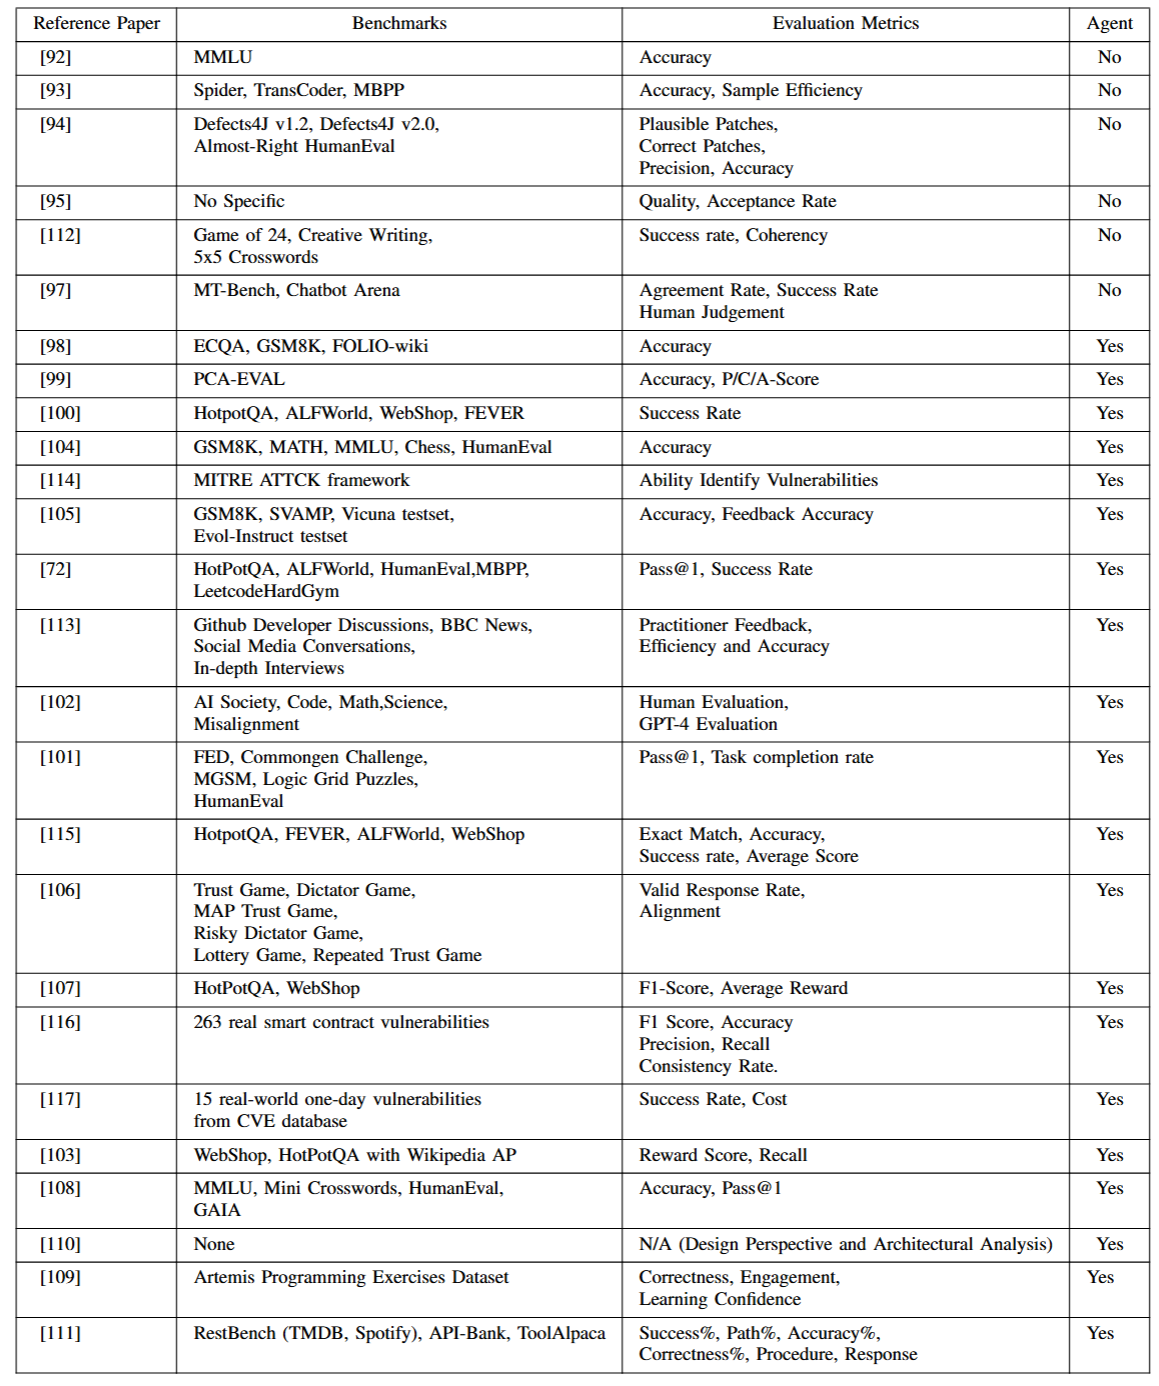 Reference Paper Benchmarks Evaluation Metrics Agent
[92] MMLU Accuracy No
[93] Spider, TransCoder, MBPP Accuracy, Sample Efficiency No
[94] Defects4J v1.2, Defects4J v2.0, Plausible Patches, No
Almost-Right HumanEval Correct Patches,
Precision, Accuracy
[95] No Specific Quality, Acceptance Rate No
[112] Game of 24, Creative Writing, Success rate, Coherency No
5x5 Crosswords
[97] MT-Bench, Chatbot Arena Agreement Rate, Success Rate No
Human Judgement
[98] ECQA, GSM8K, FOLIO-wiki Accuracy Yes
[99] PCA-EVAL Accuracy, P/C/A-Score Yes
[100] HotpotQA, ALFWorld, WebShop, FEVER Success Rate Yes
[104] GSM8K, MATH, MMLU, Chess, HumanEval Accuracy Yes
[114] MITRE ATTCK framework Ability Identify Vulnerabilities Yes
[105] GSM8K, SVAMP, Vicuna testset, Accuracy, Feedback Accuracy Yes
Evol-Instruct testset
[72] HotPotQA, ALFWorld, HumanEval,MBPP, Pass@1, Success Rate Yes
LeetcodeHardGym
[113] Github Developer Discussions, BBC News, Practitioner Feedback, Yes
Social Media Conversations, Efficiency and Accuracy
In-depth Interviews
[102] AI Society, Code, Math,Science, Human Evaluation, Yes
Misalignment GPT-4 Evaluation
[101] FED, Commongen Challenge, Pass@1, Task completion rate Yes
MGSM, Logic Grid Puzzles,
HumanEval
[115] HotpotQA, FEVER, ALFWorld, WebShop Exact Match, Accuracy, Yes
Success rate, Average Score
[106] Trust Game, Dictator Game, Valid Response Rate, Yes
MAP Trust Game, Alignment
Risky Dictator Game,
Lottery Game, Repeated Trust Game
[107] HotPotQA, WebShop F1-Score, Average Reward Yes
[116] 263 real smart contract vulnerabilities F1 Score, Accuracy Yes
Precision, Recall
Consistency Rate.
[117] 15 real-world one-day vulnerabilities Success Rate, Cost Yes
from CVE database
[103] WebShop, HotPotQA with Wikipedia AP Reward Score, Recall Yes
[108] MMLU, Mini Crosswords, HumanEval, Accuracy, Pass@1 Yes
GAIA
[110] None N/A (Design Perspective and Architectural Analysis) Yes
[109] Artemis Programming Exercises Dataset Correctness, Engagement, Yes
Learning Confidence
[111] RestBench (TMDB, Spotify), API-Bank, ToolAlpaca Success%, Path%, Accuracy%, Yes
Correctness%, Procedure, Response